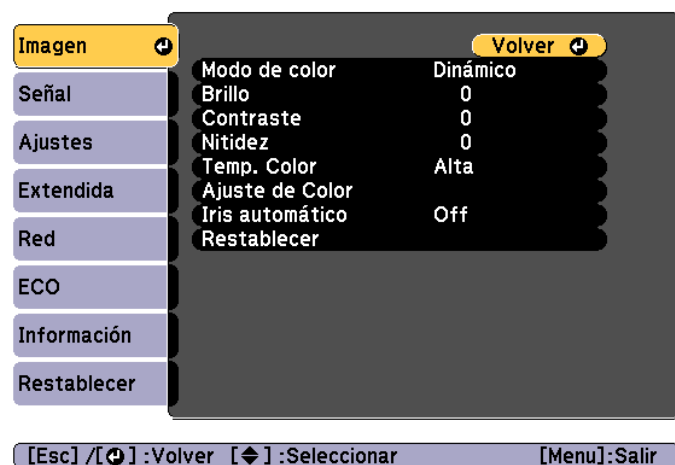 Imagen
Señal
Ajustes
Extendida
Red
ECO
Información
Restablecer
Volver
Modo de color Dinámico
Brillo 0
Contraste 0
Nitidez 0
Temp. Color Alta
Ajuste de Color
Iris automático Off
Restablecer
[Esc] /[ ] :Volver [ ] :Seleccionar [Menu]:Salir